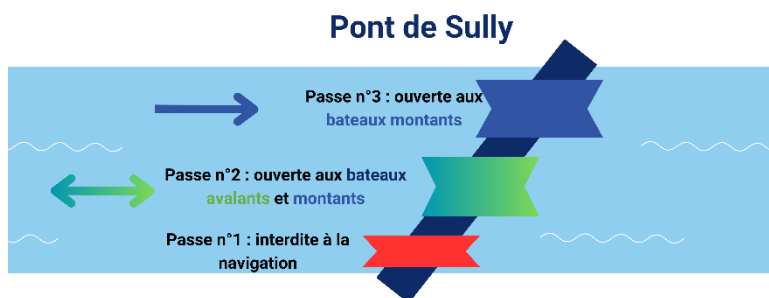 Pont de Sully
Passe n°3 : ouverte aux
bateaux montants
Passe n°2 : ouverte aux bateaux
avalants et montants
Passe n°1 : interdite à la
navigation